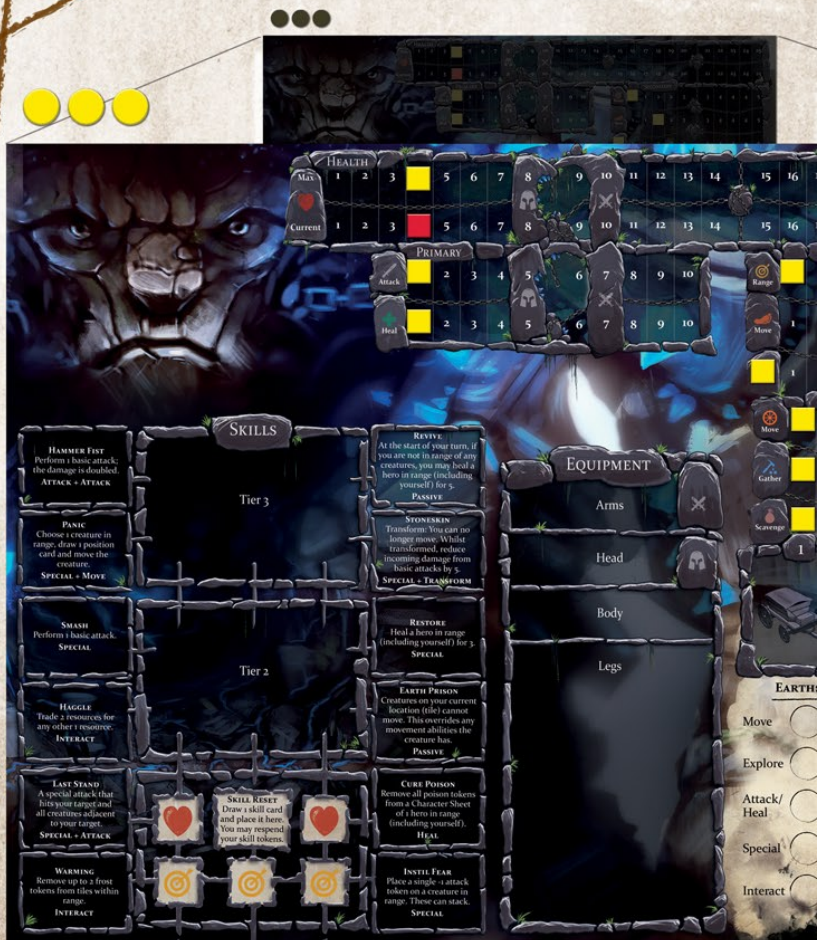 HEALTH
Max 1 2 3 5 6 7 8 9 10 11 12 13 14 15 16
Current 1 2 3 5 6 7 8 9 10 11 12 13 14 15 16
PRIMARY
Attack 2 3 4 5 6 7 8 9 10
Range
Heal 2 3 4 5 6 7 8 9 10
Move 1
1
Move
Gather
Scavenge
1
SKILLS
HAMMER FIST
Perform 1 basic attack;
the damage is doubled.
ATTACK + ATTACK
PANIC
Choose 1 creature in
range, draw 1 position
card and move the
creature.
SPECIAL + MOVE
SMASH
Perform 1 basic attack.
SPECIAL
HAGGLE
Trade 2 resources for
any other 1 resource.
INTERACT
LAST STAND
A special attack that
hits your target and
all creatures adjacent
to your target.
SPECIAL + ATTACK
WARMING
Remove up to 2 frost
tokens from tiles within
range.
INTERACT
Tier 3
Tier 2
SKILL RESET
Draw 1 skill card
and place it here.
You may respend
your skill tokens.
REVIVE
At the start of your turn, if
you are not in range of any
creatures, you may heal a
hero in range (including
yourself) for 5.
PASSIVE
STONESKIN
Transform: You can no
longer move. Whilst
transformed, reduce
incoming damage from
basic attacks by 5.
SPECIAL + TRANSFORM
RESTORE
Heal a hero in range
(including yourself) for 3.
SPECIAL
EARTH PRISON
Creatures on your current
location (tile) cannot
move. This overrides any
movement abilities the
creature has.
PASSIVE
CURE POISON
Remove all poison tokens
from a Character Sheet
of 1 hero in range
(including yourself).
HEAL
INSTIL FEAR
Place a single -1 attack
token on a creature in
range. These can stack.
SPECIAL
EQUIPMENT
Arms
Head
Body
Legs
EARTHS
Move
Explore
Attack/
Heal
Special
Interact